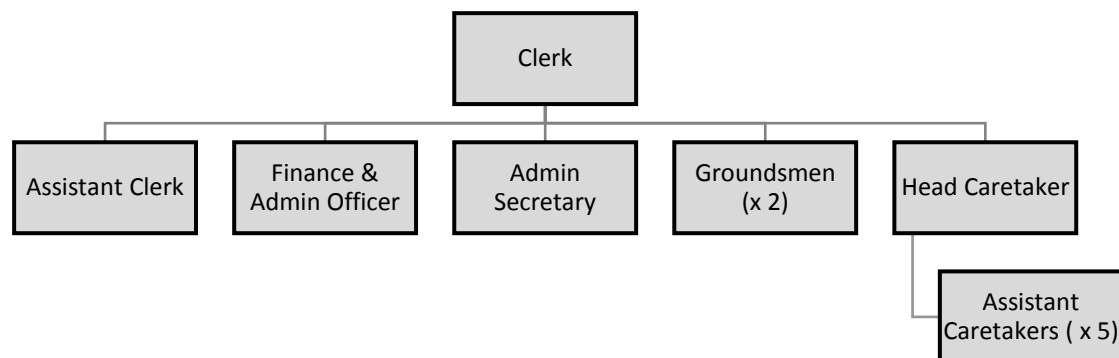 Clerk
Assistant Clerk
Finance &
Admin Officer
Admin
Secretary
Groundsmen
(x 2)
Head Caretaker
Assistant
Caretakers ( x 5)